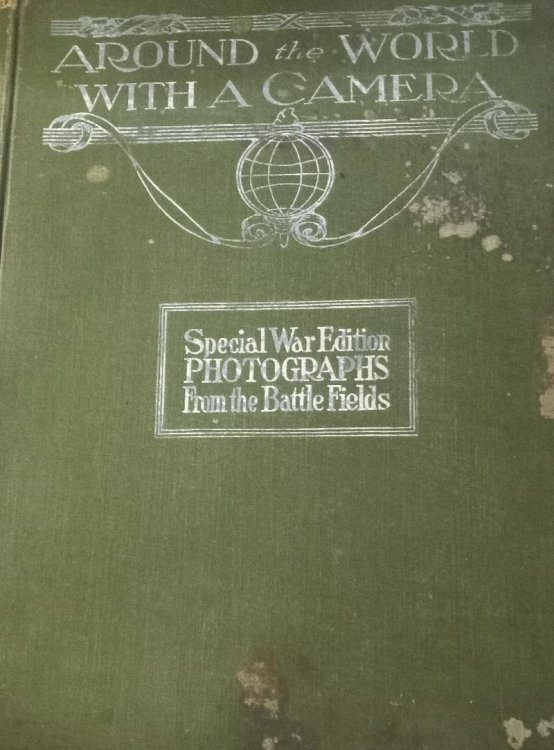 AROUND the WORLD
WITH A CAMERA
Special War Edition
PHOTOGRAPHS
From the Battle Fields